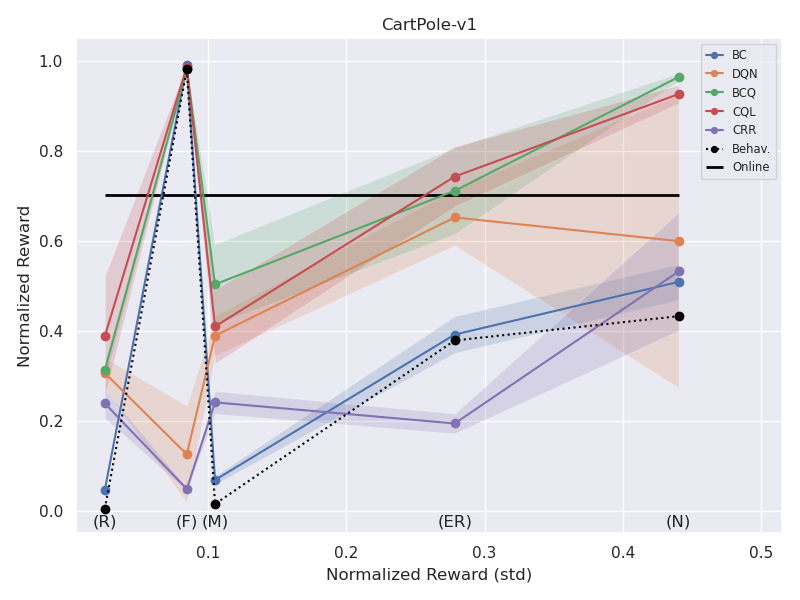 CartPole-v1
1.0
0.8
0.6
0.4
0.2
0.0
Normalized Reward
BC
DQN
BCQ
CQL
CRR
Behav.
Online
(R)
(F)
(M)
(ER)
(N)
0.1
0.2
0.3
0.4
0.5
Normalized Reward (std)